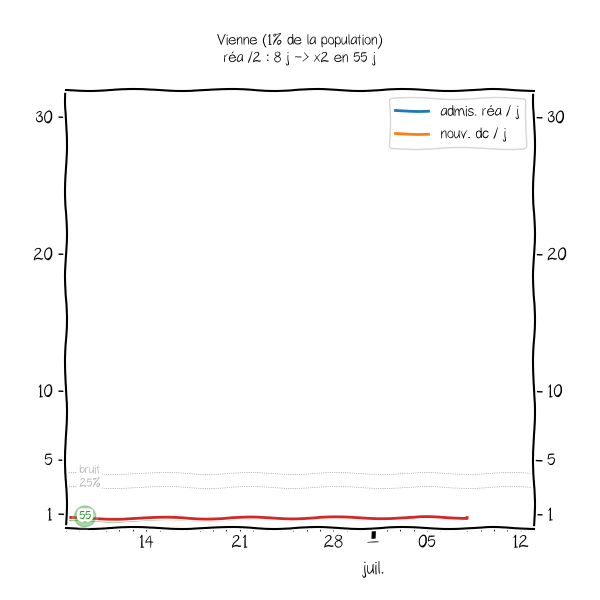 Vienne (1% de la population)
réa /2 : 8 j -> x2 en 55 j
admis. réa / j
nouv. dc / j
30
30
20
20
10
10
5
5
bruit
25%
1
55
1
14
21
28
05
12
juil.